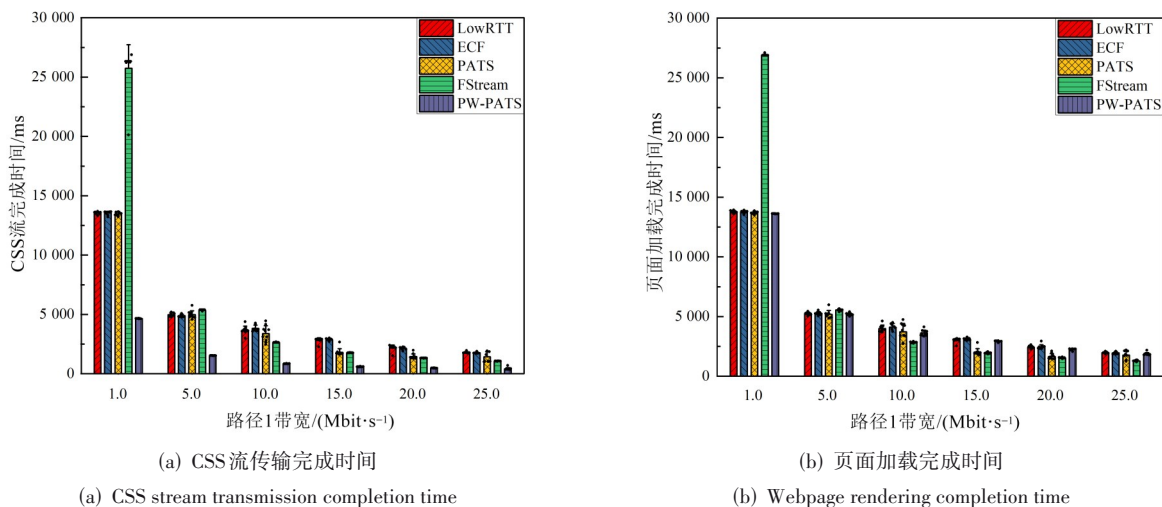 30 000
25 000
20 000
15 000
10 000
5 000
0
CSS流完成时间/ms
LowRTT
ECF
PATS
FStream
PW-PATS
1.0 5.0 10.0 15.0 20.0 25.0
路径1带宽/(Mbit·s⁻¹)
(a) CSS流传输完成时间
(a) CSS stream transmission completion time
30 000
25 000
20 000
15 000
10 000
5 000
0
页面加载完成时间/ms
LowRTT
ECF
PATS
FStream
PW-PATS
1.0 5.0 10.0 15.0 20.0 25.0
路径1带宽/(Mbit·s⁻¹)
(b) 页面加载完成时间
(b) Webpage rendering completion time